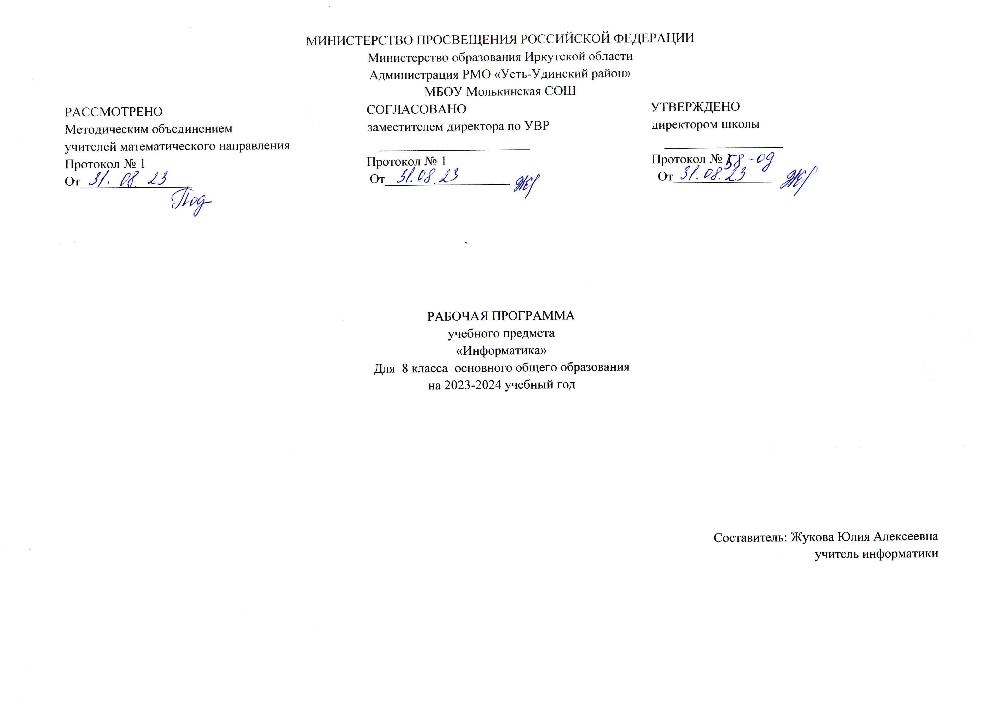 МИНИСТЕРСТВО ПРОСВЕЩЕНИЯ РОССИЙСКОЙ ФЕДЕРАЦИИ
Министерство образования Иркутской области
Администрация РМО «Усть-Удинский район»
МБОУ Молькинская СОШ
РАССМОТРЕНО
Методическим объединением
учителей математического направления
Протокол № 1
От 31. 08. 23
СОГЛАСОВАНО
заместителем директора по УВР
Протокол № 1
От 31.08.23
УТВЕРЖДЕНО
директором школы
Протокол № 58-од
От 31.08.23
РАБОЧАЯ ПРОГРАММА
учебного предмета
«Информатика»
Для 8 класса основного общего образования
на 2023-2024 учебный год
Составитель: Жукова Юлия Алексеевна
учитель информатики